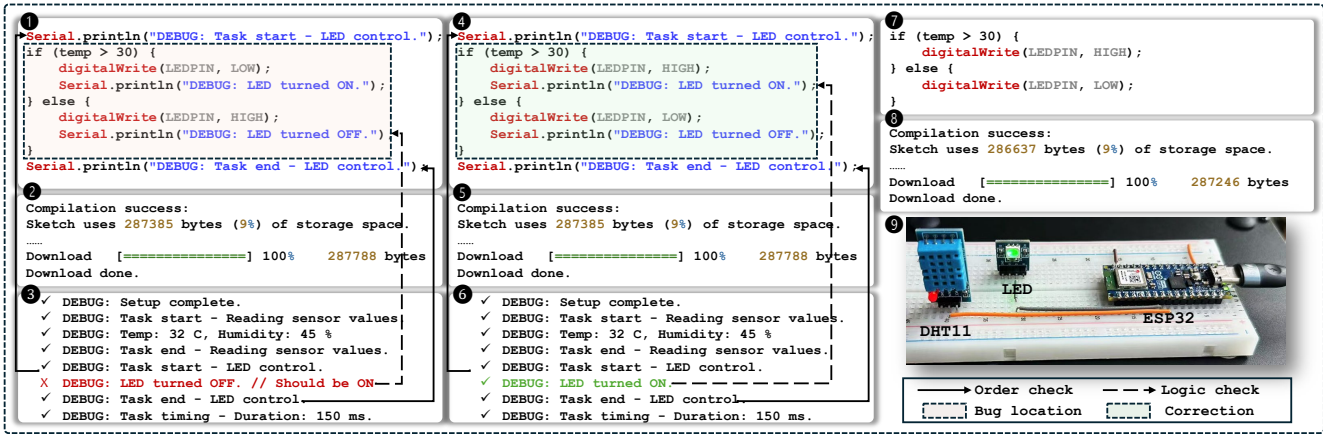 1
Serial.println("DEBUG: Task start - LED control.");
if (temp > 30) {
digitalWrite(LEDPIN, LOW);
Serial.println("DEBUG: LED turned ON.");
} else {
digitalWrite(LEDPIN, HIGH);
Serial.println("DEBUG: LED turned OFF.")
}
Serial.println("DEBUG: Task end - LED control.");
2
Compilation success:
Sketch uses 287385 bytes (9%) of storage space.
……
Download [===============] 100% 287788 bytes
Download done.
3
✓ DEBUG: Setup complete.
✓ DEBUG: Task start - Reading sensor values
✓ DEBUG: Temp: 32 C, Humidity: 45 %
✓ DEBUG: Task end - Reading sensor values.
✓ DEBUG: Task start - LED control.
X DEBUG: LED turned OFF. // Should be ON
✓ DEBUG: Task end - LED control.
✓ DEBUG: Task timing - Duration: 150 ms.
4
Serial.println("DEBUG: Task start - LED control.");
if (temp > 30) {
digitalWrite(LEDPIN, HIGH);
Serial.println("DEBUG: LED turned ON.");
} else {
digitalWrite(LEDPIN, LOW);
Serial.println("DEBUG: LED turned OFF.");
}
Serial.println("DEBUG: Task end - LED control.");
5
Compilation success:
Sketch uses 287385 bytes (9%) of storage space.
……
Download [===============] 100% 287788 bytes
Download done.
6
✓ DEBUG: Setup complete.
✓ DEBUG: Task start - Reading sensor values.
✓ DEBUG: Temp: 32 C, Humidity: 45 %
✓ DEBUG: Task end - Reading sensor values.
✓ DEBUG: Task start - LED control.
✓ DEBUG: LED turned ON.
✓ DEBUG: Task end - LED control.
✓ DEBUG: Task timing - Duration: 150 ms.
7
if (temp > 30) {
digitalWrite(LEDPIN, HIGH);
} else {
digitalWrite(LEDPIN, LOW);
}
8
Compilation success:
Sketch uses 286637 bytes (9%) of storage space.
……
Download [===============] 100% 287246 bytes
Download done.
9
LED
DHT11
ESP32
Order check
Logic check
Bug location
Correction